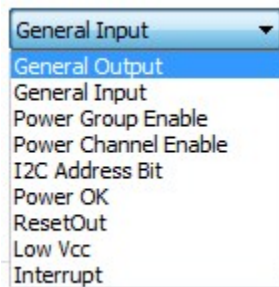 General Input
General Output
General Input
Power Group Enable
Power Channel Enable
I2C Address Bit
Power OK
ResetOut
Low Vcc
Interrupt